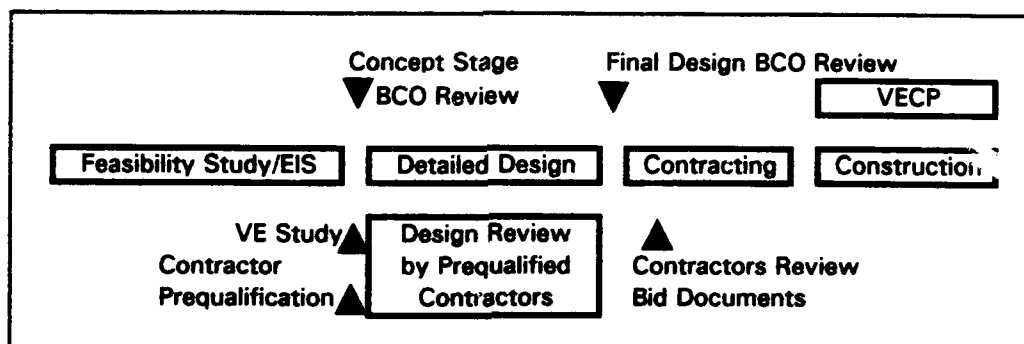 Concept Stage
BCO Review
Final Design BCO Review
VECP
Feasibility Study/EIS
Detailed Design
Contracting
Construction
VE Study
Contractor
Prequalification
Design Review
by Prequalified
Contractors
Contractors Review
Bid Documents